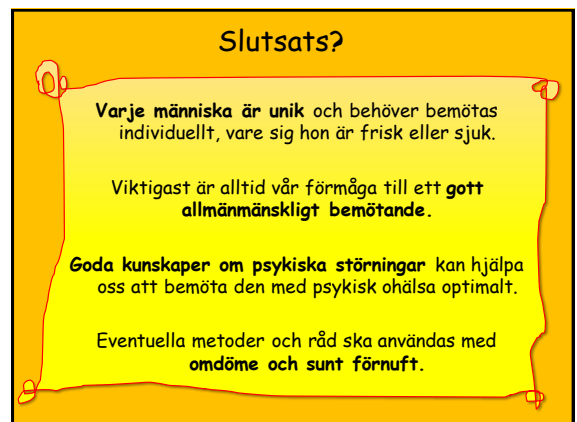 Slutsats?
Varje människa är unik och behöver bemötas
individuellt, vare sig hon är frisk eller sjuk.
Viktigast är alltid vår förmåga till ett gott
allmänmänskligt bemötande.
Goda kunskaper om psykiska störningar kan hjälpa
oss att bemöta den med psykisk ohälsa optimalt.
Eventuella metoder och råd ska användas med
omdöme och sunt förnuft.